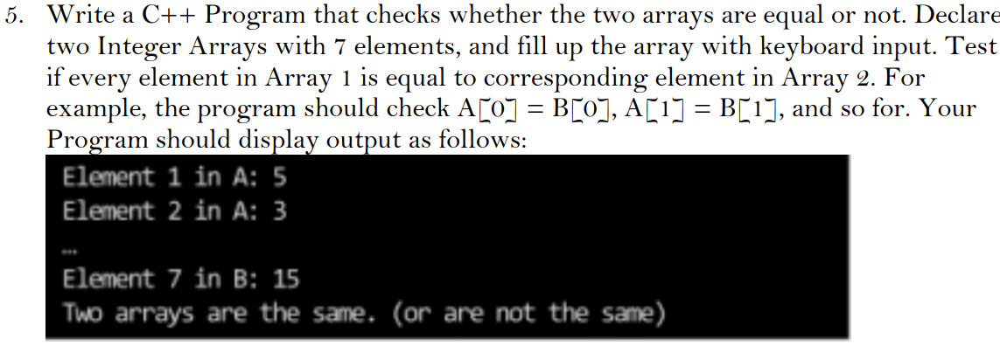 5. Write a C++ Program that checks whether the two arrays are equal or not. Declare
two Integer Arrays with 7 elements, and fill up the array with keyboard input. Test
if every element in Array 1 is equal to corresponding element in Array 2. For
example, the program should check A[0] = B[0], A[1] = B[1], and so for. Your
Program should display output as follows:
Element 1 in A: 5
Element 2 in A: 3
...
Element 7 in B: 15
Two arrays are the same. (or are not the same)